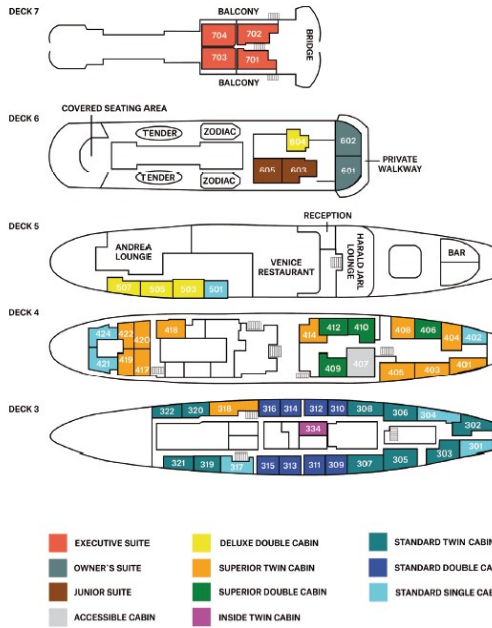 DECK 7
BALCONY
704
702
703
701
BRIDGE
BALCONY
COVERED SEATING AREA
DECK 6
TENDER
ZODIAC
604
602
605
603
601
TENDER
ZODIAC
PRIVATE
WALKWAY
RECEPTION
DECK 5
ANDREA
LOUNGE
VENICE
RESTAURANT
HARALD JARL
LOUNGE
BAR
507
505
503
501
DECK 4
424
422
420
418
414
412
410
408
406
404
402
421
419
417
409
407
405
403
401
DECK 3
322
320
318
316
314
312
310
308
306
304
302
334
321
319
317
315
313
311
309
307
305
303
301
EXECUTIVE SUITE
DELUXE DOUBLE CABIN
STANDARD TWIN CABI
OWNER'S SUITE
SUPERIOR TWIN CABIN
STANDARD DOUBLE CA
JUNIOR SUITE
SUPERIOR DOUBLE CABIN
STANDARD SINGLE CAB
ACCESSIBLE CABIN
INSIDE TWIN CABIN